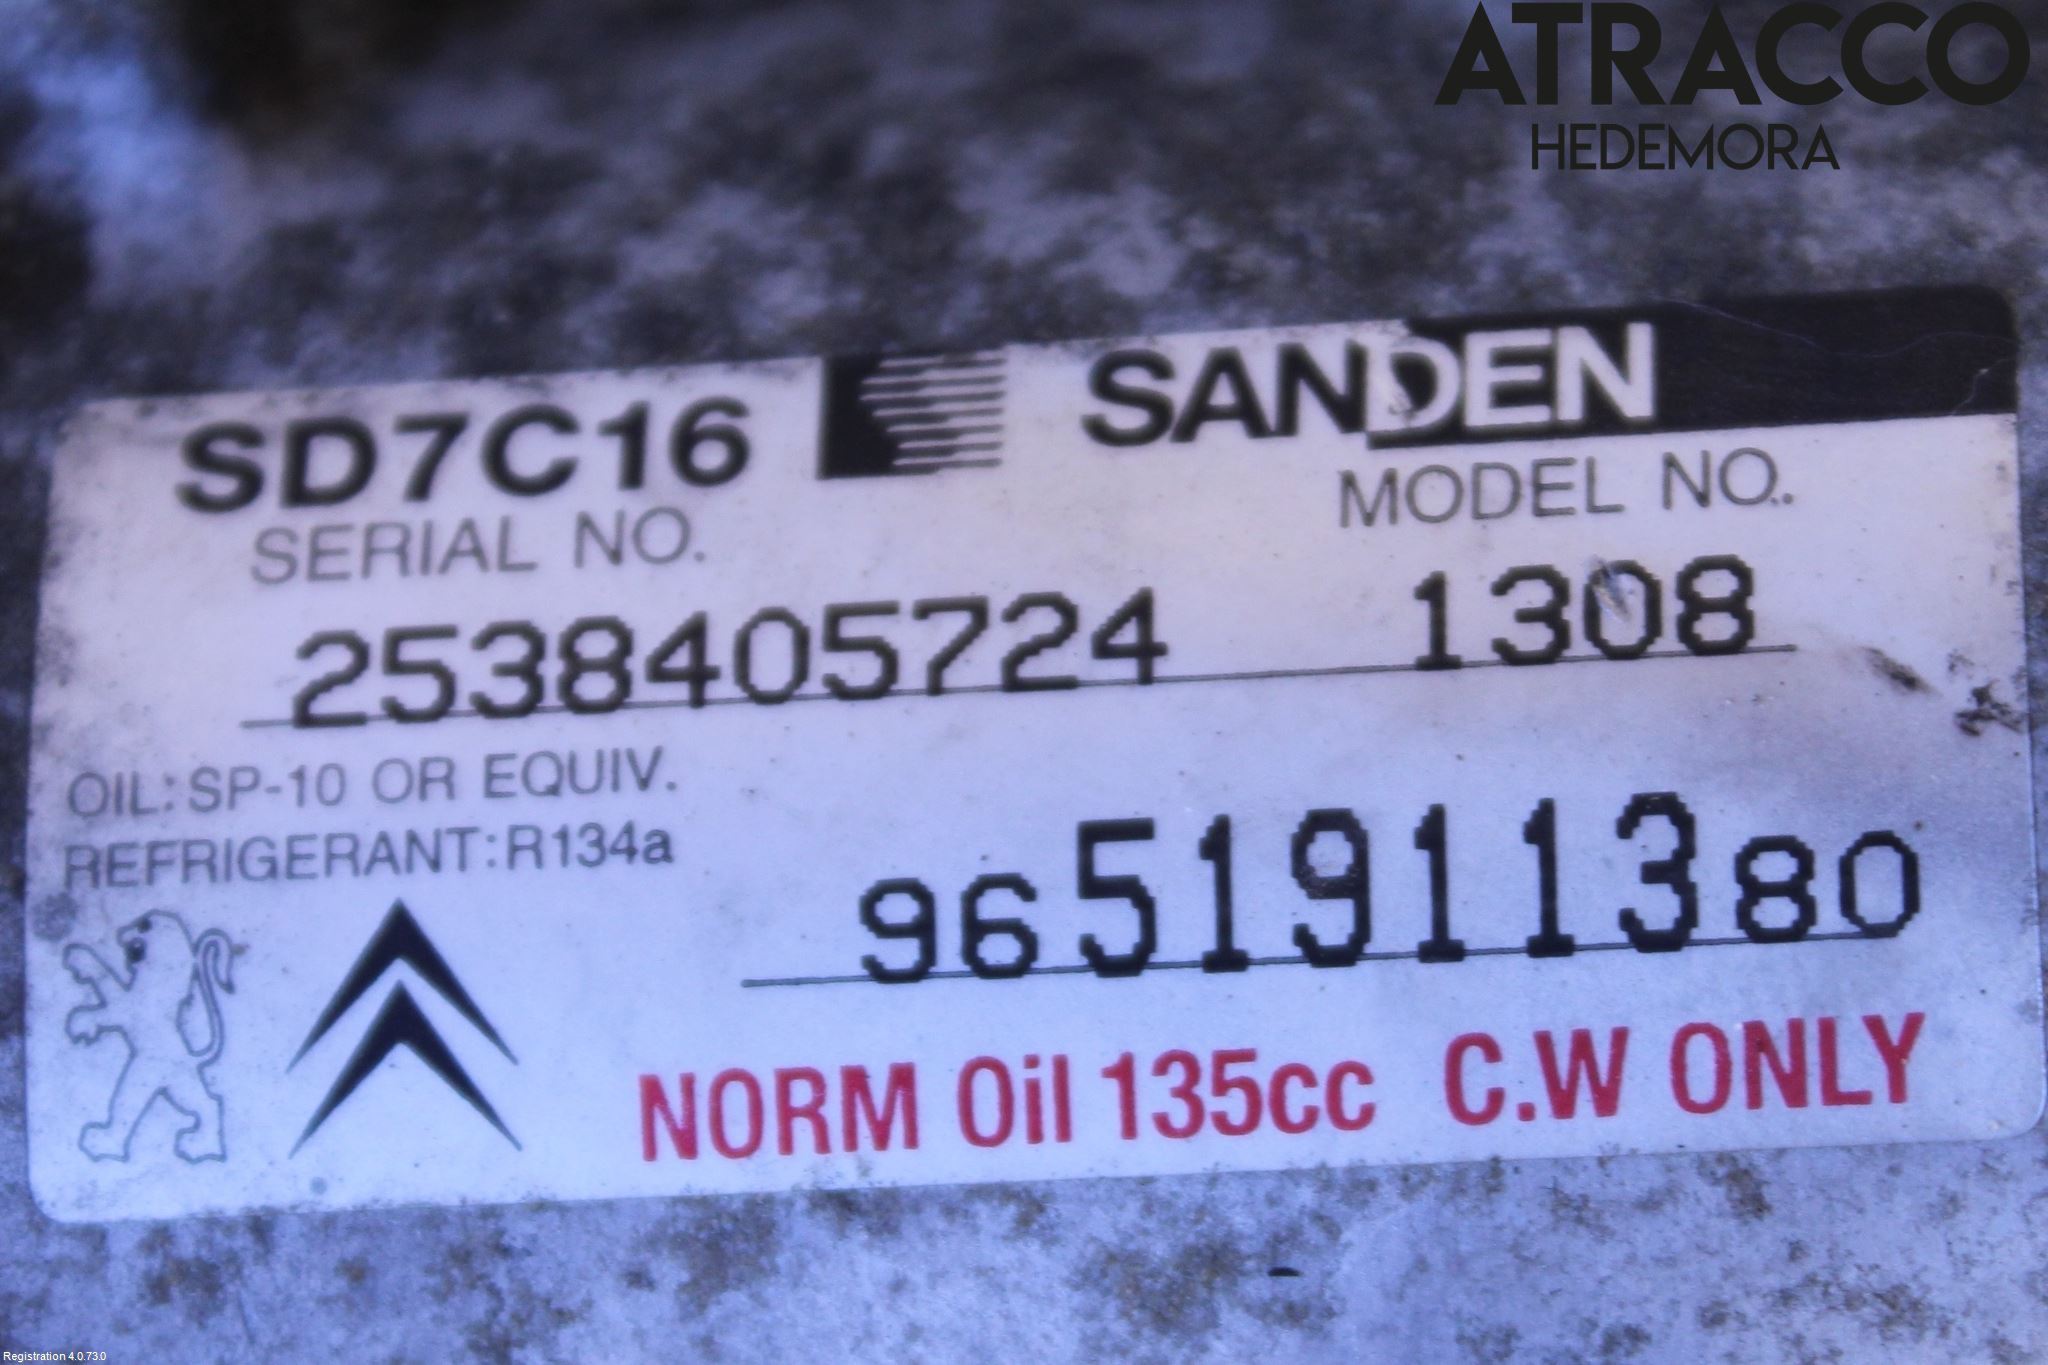 ATRACCO
HEDEMORA
SD7C16 SANDEN
SERIAL NO. MODEL NO..
2538405724 1308
OIL: SP-10 OR EQUIV.
REFRIGERANT: R134a
9651911380
NORM Oil 135cc C.W ONLY
Registration 4.0.73.0